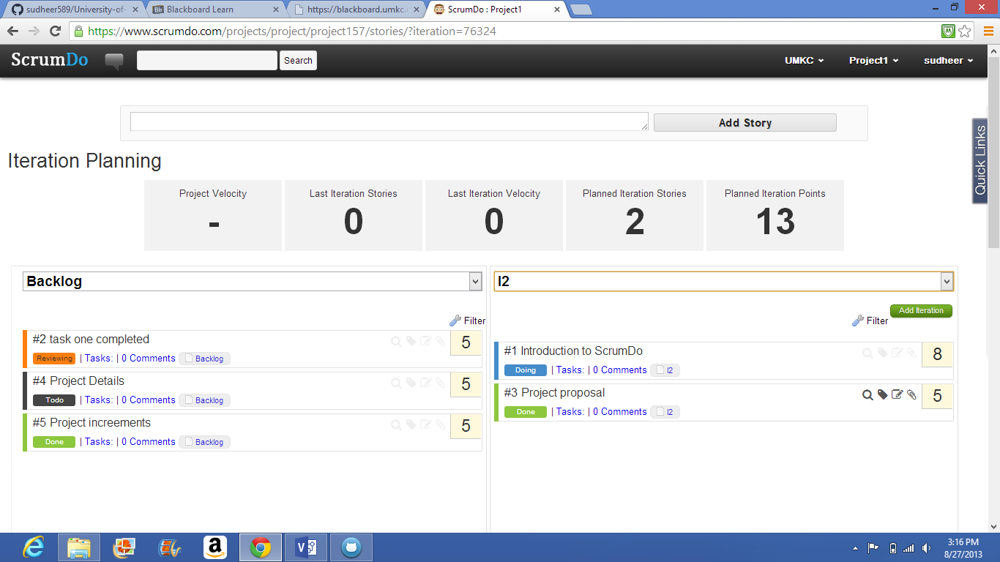 sudheer589/University-of-
Blackboard Learn
https://blackboard.umkc.
ScrumDo : Project1
https://www.scrumdo.com/projects/project/project157/stories/?iteration=76324
ScrumDo
Search
UMKC
Project1
sudheer
Add Story
Quick Links
Iteration Planning
Project Velocity
Last Iteration Stories
Last Iteration Velocity
Planned Iteration Stories
Planned Iteration Points
-
0
0
2
13
Backlog
Filter
#2 task one completed
5
Reviewing | Tasks: | 0 Comments Backlog
#4 Project Details
5
Todo | Tasks: | 0 Comments Backlog
#5 Project increements
5
Done | Tasks: | 0 Comments Backlog
I2
Add Iteration
Filter
#1 Introduction to ScrumDo
8
Doing | Tasks: | 0 Comments I2
#3 Project proposal
5
Done | Tasks: | 0 Comments I2
3:16 PM
8/27/2013